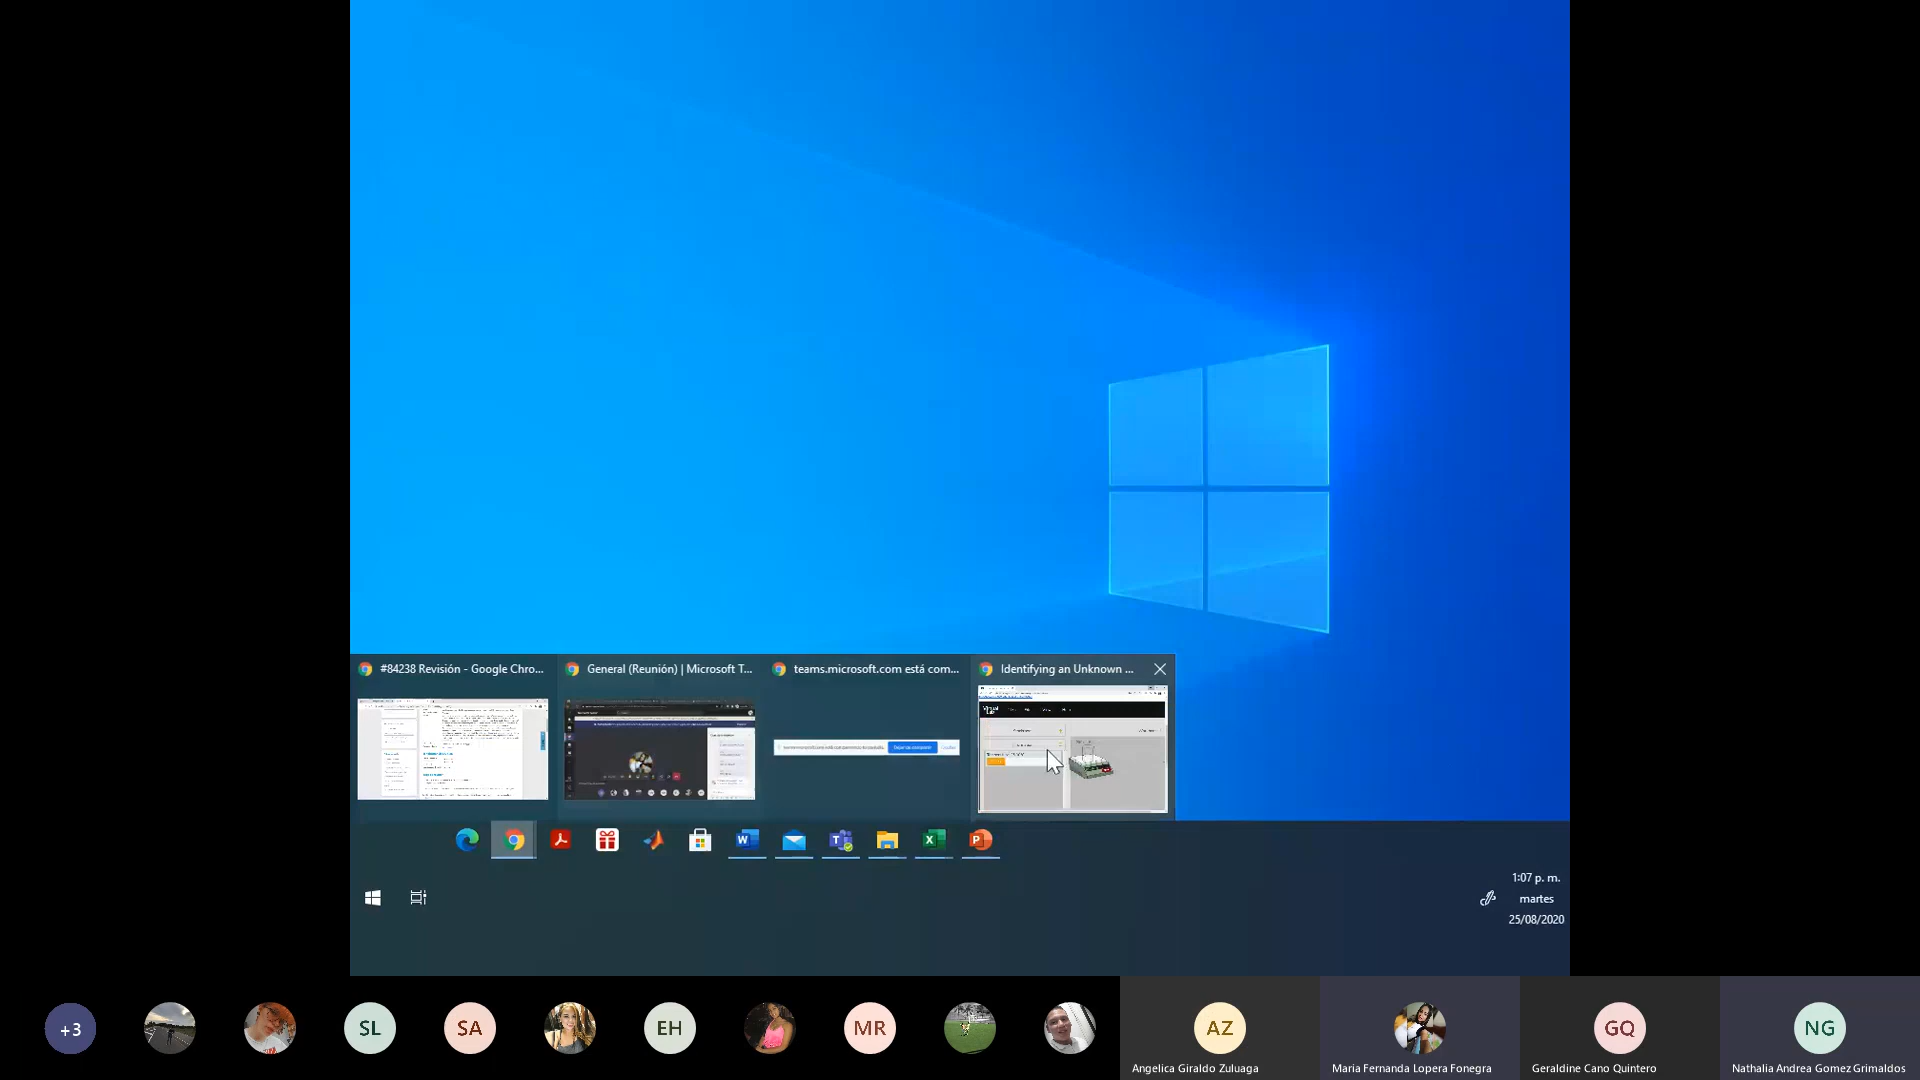 #84238 Revisión - Google Chro...
General (Reunión) | Microsoft T...
teams.microsoft.com está com...
Identifying an Unknown ...
Virtual Lab
1:07 p. m.
martes
25/08/2020
+3
SL
SA
EH
MR
AZ
GQ
NG
Angelica Giraldo Zuluaga
Maria Fernanda Lopera Fonegra
Geraldine Cano Quintero
Nathalia Andrea Gomez Grimaldos